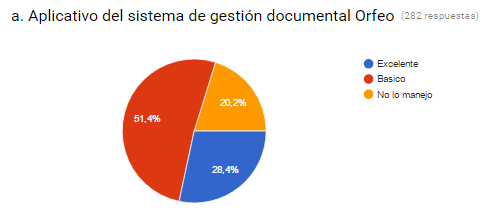 a. Aplicativo del sistema de gestión documental Orfeo (282 respuestas)
Excelente
Basico
No lo manejo
51,4%
20,2%
28,4%